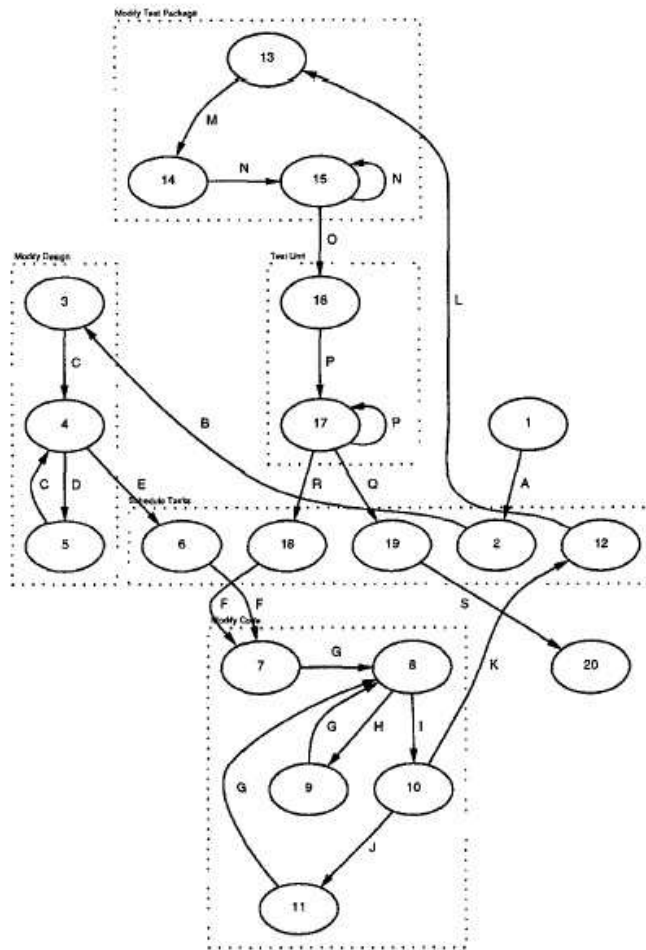 Modify Test Package
13
M
14
N
15
N
O
Modify Design
Test Unit
3
16
L
C
P
4
17
P
B
1
C
D
E
R
Q
A
Schedule Tasks
5
6
18
19
2
12
F
F
S
Modify Code
7
G
8
20
K
G
H
I
G
9
10
J
11